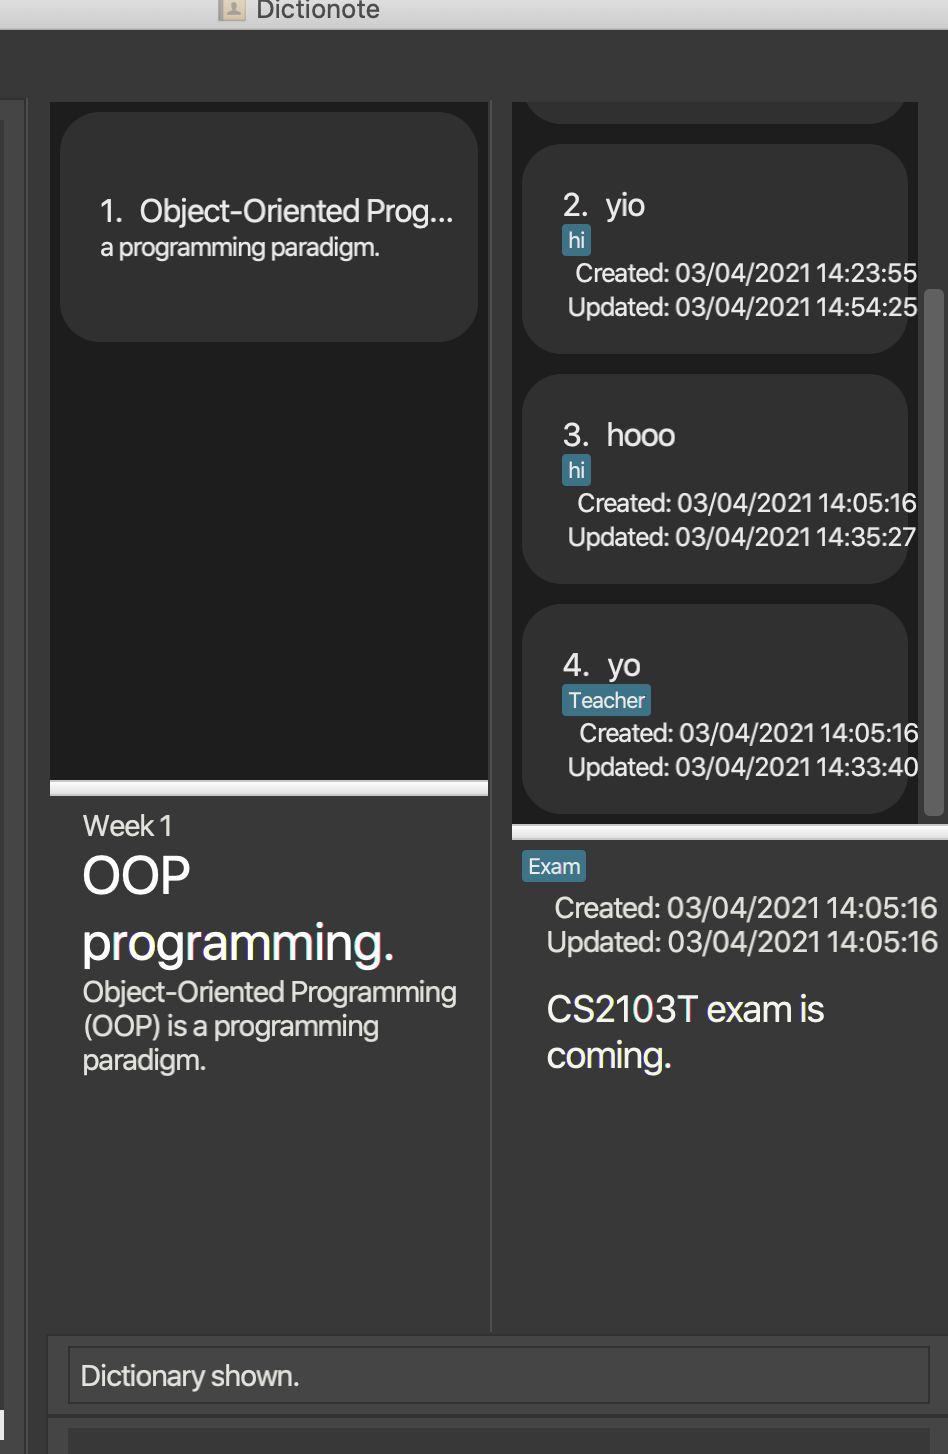 Dictionote
1. Object-Oriented Prog...
a programming paradigm.
Week 1
OOP
programming.
Object-Oriented Programming
(OOP) is a programming
paradigm.
2. yio
hi
Created: 03/04/2021 14:23:55
Updated: 03/04/2021 14:54:25
3. hooo
hi
Created: 03/04/2021 14:05:16
Updated: 03/04/2021 14:35:27
4. yo
Teacher
Created: 03/04/2021 14:05:16
Updated: 03/04/2021 14:33:40
Exam
Created: 03/04/2021 14:05:16
Updated: 03/04/2021 14:05:16
CS2103T exam is
coming.
Dictionary shown.